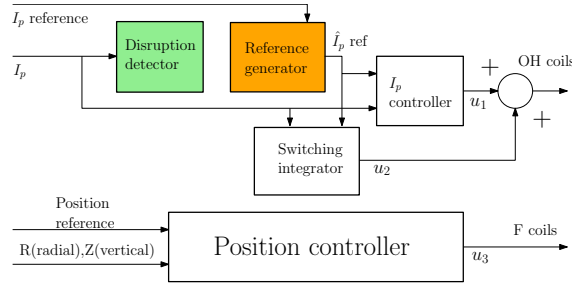 I_p reference
I_p
Disruption
detector
Reference
generator
Î_p ref
I_p
controller
+
OH coils
u_1
+
Switching
integrator
u_2
Position
reference
R(radial),Z(vertical)
Position controller
F coils
u_3